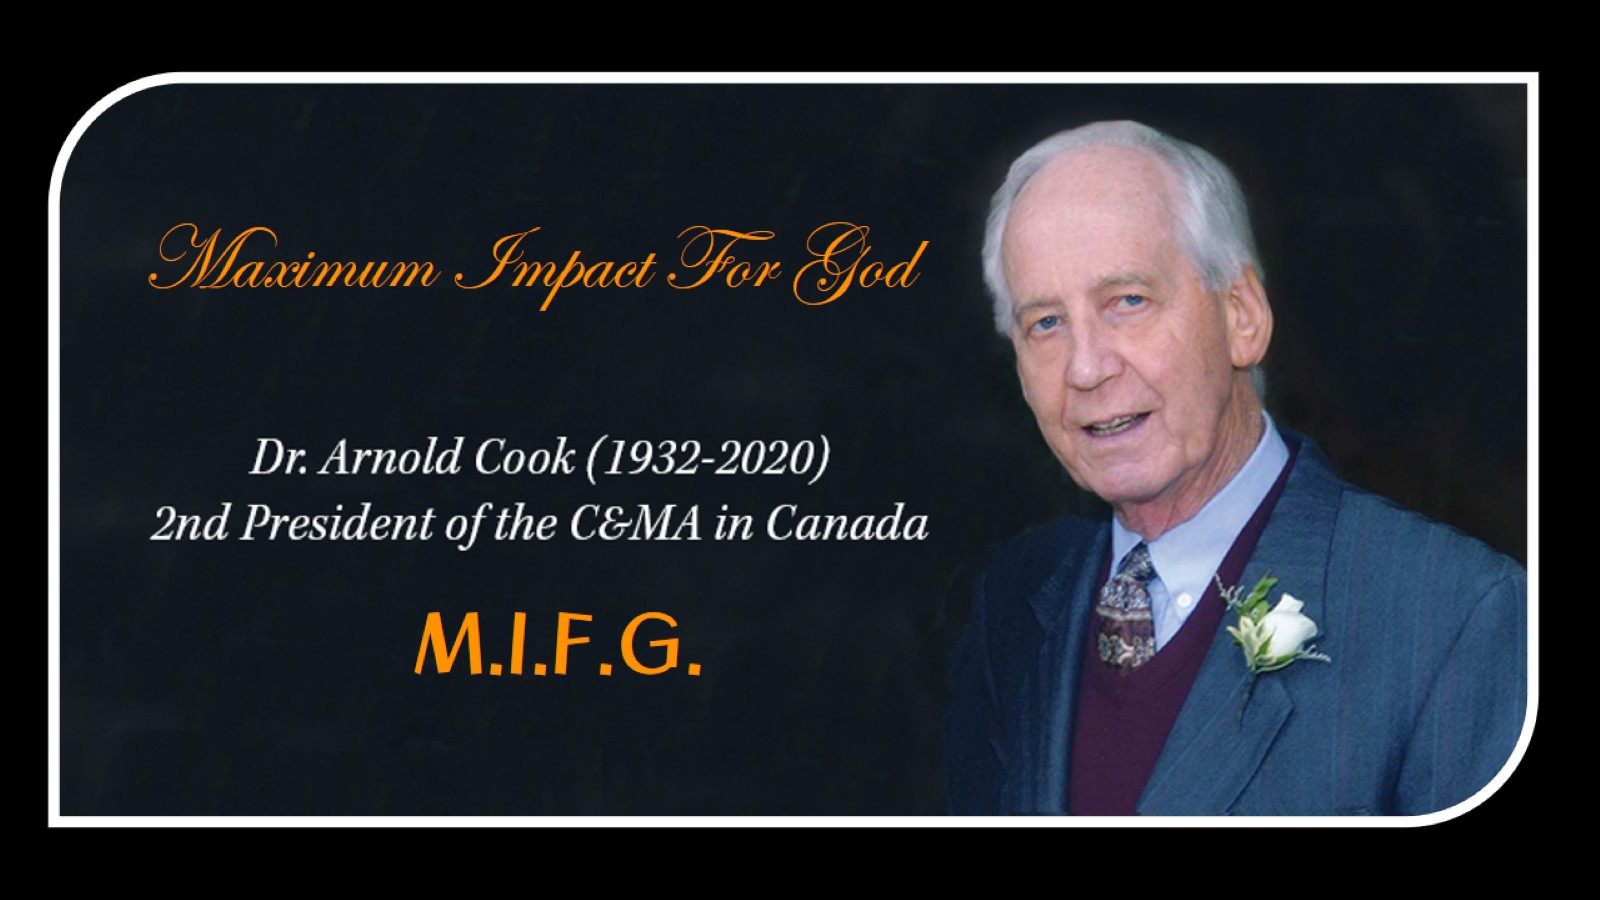 Maximum Impact For God
Dr. Arnold Cook (1932-2020)
2nd President of the C&MA in Canada
M.I.F.G.